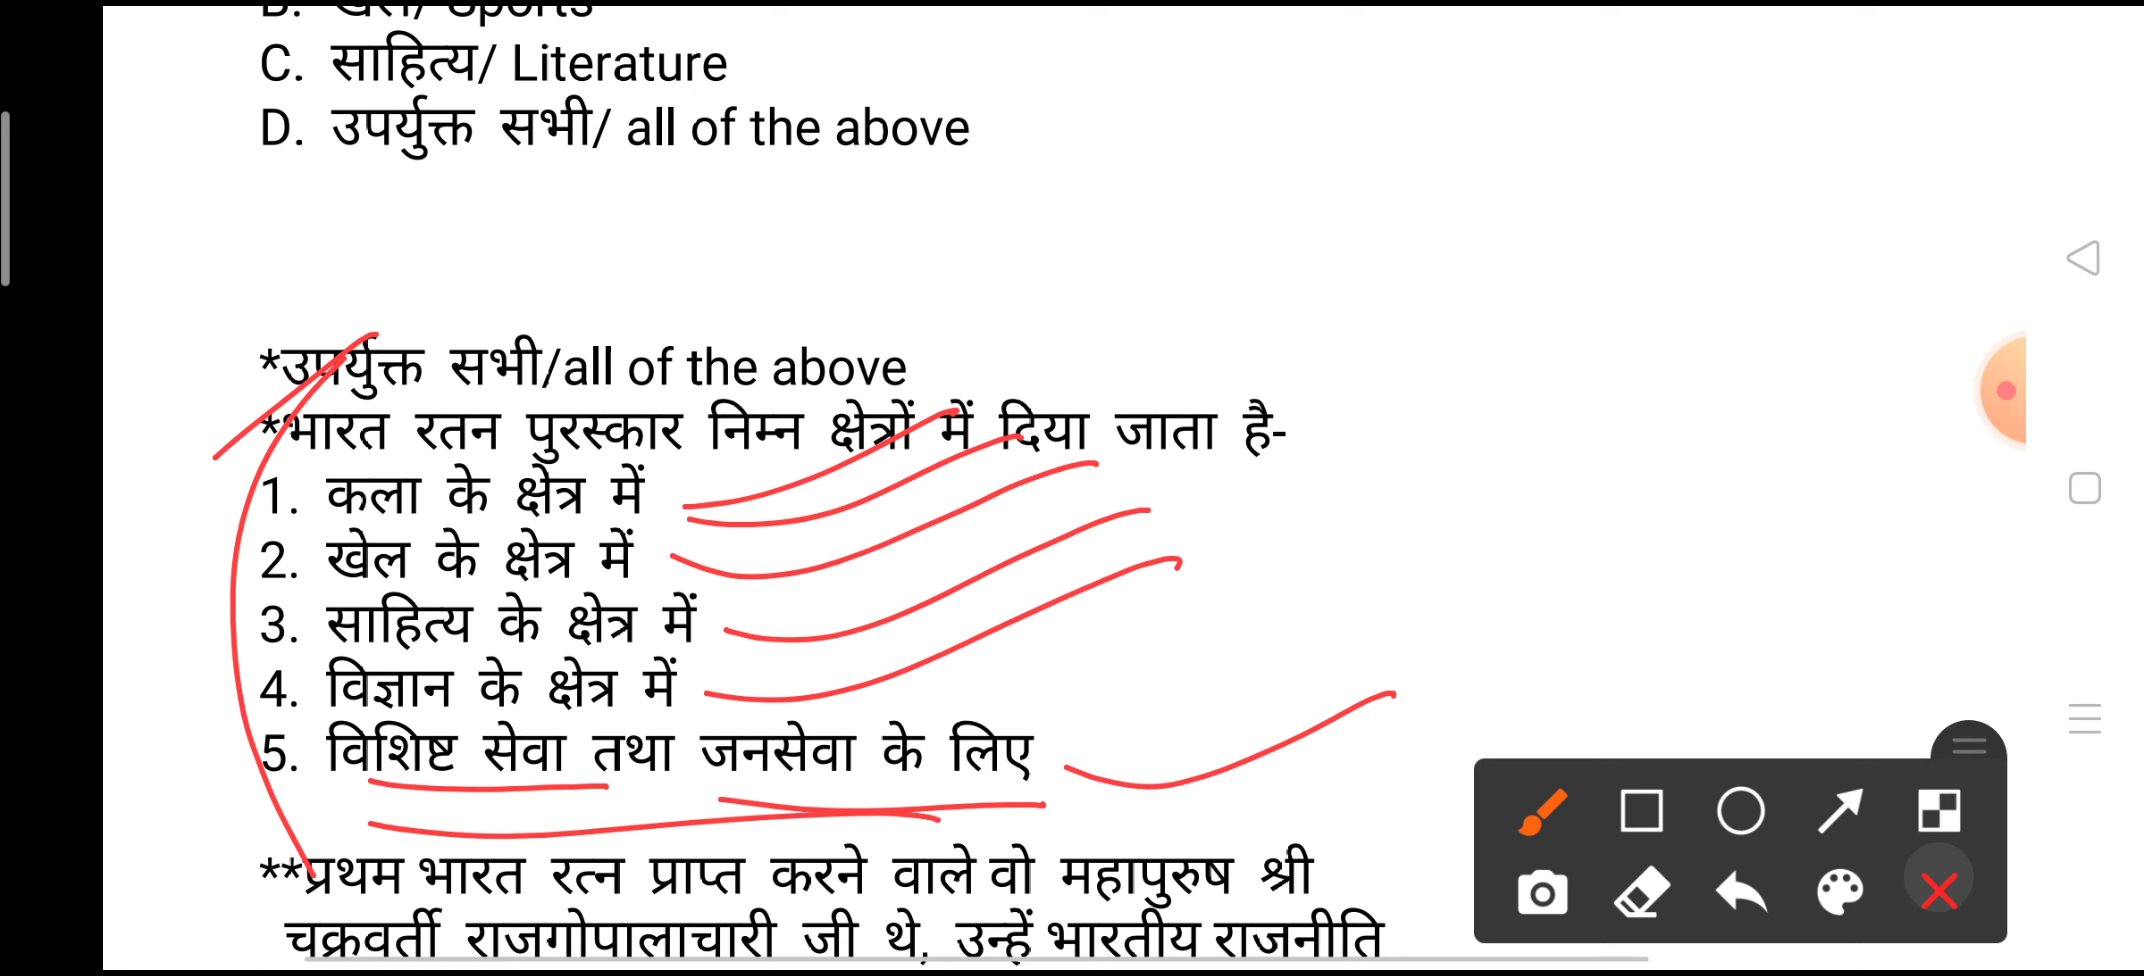 B. खेल/ Sports
C. साहित्य/ Literature
D. उपर्युक्त सभी/ all of the above
*उपर्युक्त सभी/all of the above
*भारत रतन पुरस्कार निम्न क्षेत्रों में दिया जाता है-
1. कला के क्षेत्र में
2. खेल के क्षेत्र में
3. साहित्य के क्षेत्र में
4. विज्ञान के क्षेत्र में
5. विशिष्ट सेवा तथा जनसेवा के लिए
**प्रथम भारत रत्न प्राप्त करने वाले वो महापुरुष श्री
चक्रवर्ती राजगोपालाचारी जी थे, उन्हें भारतीय राजनीति